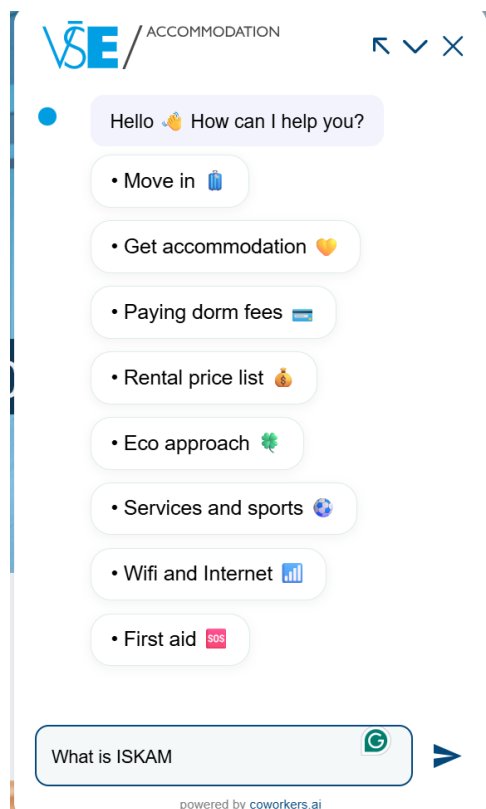 VŠE / ACCOMMODATION
Hello 👋 How can I help you?
• Move in 🧳
• Get accommodation 🧡
• Paying dorm fees 💳
• Rental price list 💰
• Eco approach 🍀
• Services and sports ⚽
• Wifi and Internet 📶
• First aid 🆘
What is ISKAM
powered by coworkers.ai